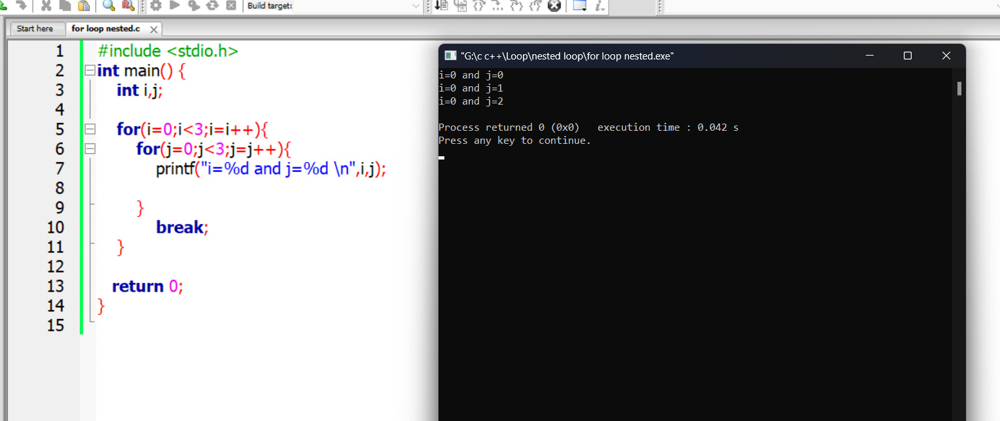 Build target:
Start here
for loop nested.c
1 #include <stdio.h>
2 int main() {
3 int i,j;
4
5 for(i=0;i<3;i=i++){
6 for(j=0;j<3;j=j++){
7 printf("i=%d and j=%d \n",i,j);
8
9 }
10 break;
11 }
12
13 return 0;
14 }
15
"G:\c c++\Loop\nested loop\for loop nested.exe"
i=0 and j=0
i=0 and j=1
i=0 and j=2
Process returned 0 (0x0)   execution time : 0.042 s
Press any key to continue.